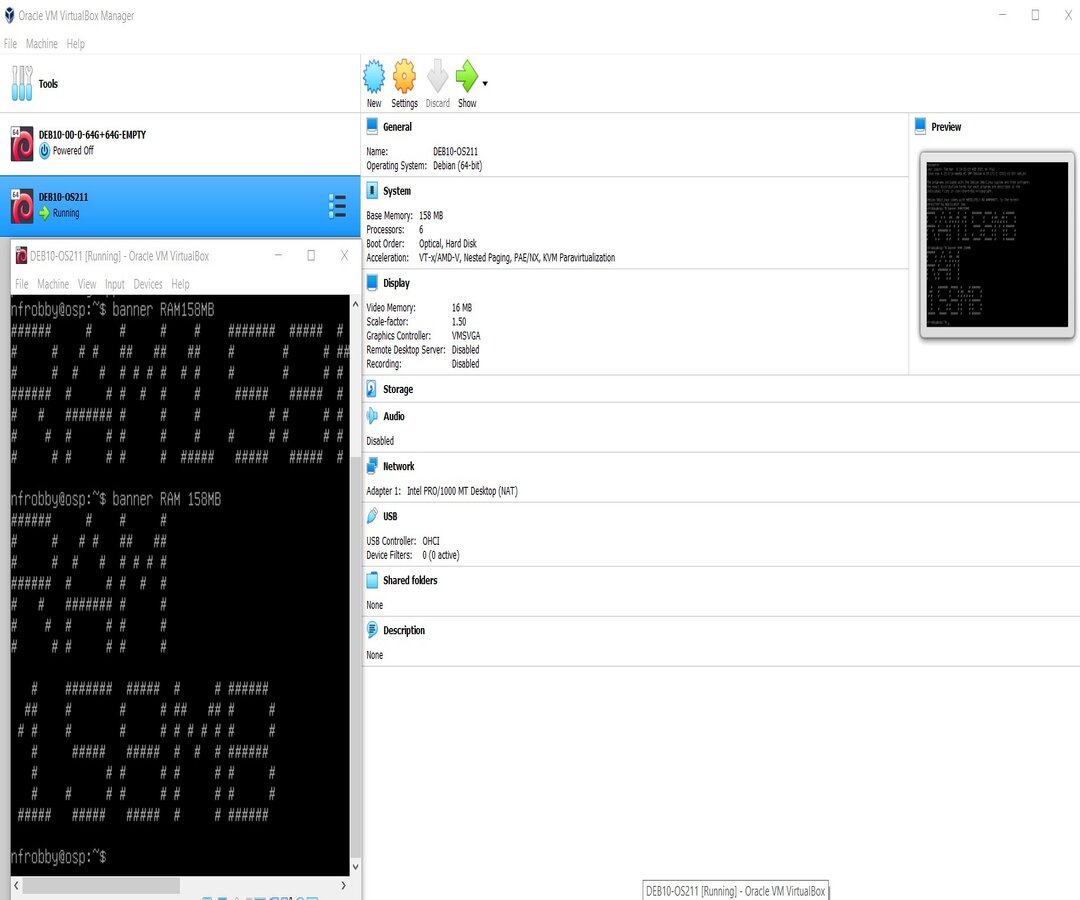 Oracle VM VirtualBox Manager
File Machine Help
Tools
New Settings Discard Show
64
DEB10-00-0-64G+64G-EMPTY
Powered Off
64
DEB10-OS211
Running
General
Name: DEB10-OS211
Operating System: Debian (64-bit)
System
Base Memory: 158 MB
Processors: 6
Boot Order: Optical, Hard Disk
Acceleration: VT-x/AMD-V, Nested Paging, PAE/NX, KVM Paravirtualization
Display
Video Memory: 16 MB
Scale-factor: 1.50
Graphics Controller: VMSVGA
Remote Desktop Server: Disabled
Recording: Disabled
Storage
Audio
Disabled
Network
Adapter 1: Intel PRO/1000 MT Desktop (NAT)
USB
USB Controller: OHCI
Device Filters: 0 (0 active)
Shared folders
None
Description
None
Preview
DEB10-OS211 [Running] - Oracle VM VirtualBox
File Machine View Input Devices Help
nfrobby@osp:~$ banner RAM158MB
RAM158
nfrobby@osp:~$ banner RAM 158MB
RAM
158MB
nfrobby@osp:~$
DEB10-OS211 [Running] - Oracle VM VirtualBox